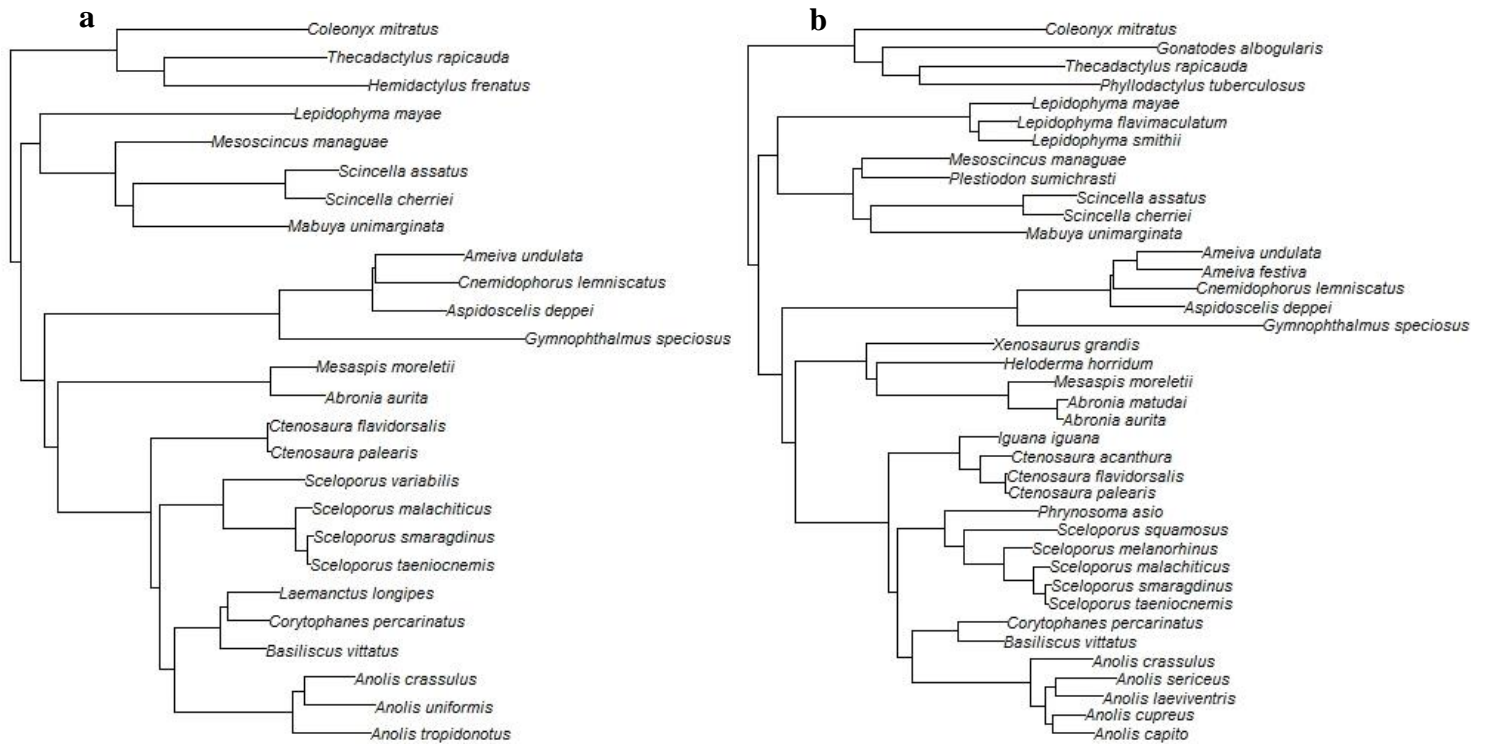 a
Coleonyx mitratus
Thecadactylus rapicauda
Hemidactylus frenatus
Lepidophyma mayae
Mesoscincus managuae
Scincella assatus
Scincella cherriei
Mabuya unimarginata
Ameiva undulata
Cnemidophorus lemniscatus
Aspidoscelis deppei
Gymnophthalmus speciosus
Mesaspis moreletii
Abronia aurita
Ctenosaura flavidorsalis
Ctenosaura palearis
Sceloporus variabilis
Sceloporus malachiticus
Sceloporus smaragdinus
Sceloporus taeniocnemis
Laemanctus longipes
Corytophanes percarinatus
Basiliscus vittatus
Anolis crassulus
Anolis uniformis
Anolis tropidonotus
b
Coleonyx mitratus
Gonatodes albogularis
Thecadactylus rapicauda
Phyllodactylus tuberculosus
Lepidophyma mayae
Lepidophyma flavimaculatum
Lepidophyma smithii
Mesoscincus managuae
Plestiodon sumichrasti
Scincella assatus
Scincella cherriei
Mabuya unimarginata
Ameiva undulata
Ameiva festiva
Cnemidophorus lemniscatus
Aspidoscelis deppei
Gymnophthalmus speciosus
Xenosaurus grandis
Heloderma horridum
Mesaspis moreletii
Abronia matudai
Abronia aurita
Iguana iguana
Ctenosaura acanthura
Ctenosaura flavidorsalis
Ctenosaura palearis
Phrynosoma asio
Sceloporus squamosus
Sceloporus melanorhinus
Sceloporus malachiticus
Sceloporus smaragdinus
Sceloporus taeniocnemis
Corytophanes percarinatus
Basiliscus vittatus
Anolis crassulus
Anolis sericeus
Anolis laeviventris
Anolis cupreus
Anolis capito